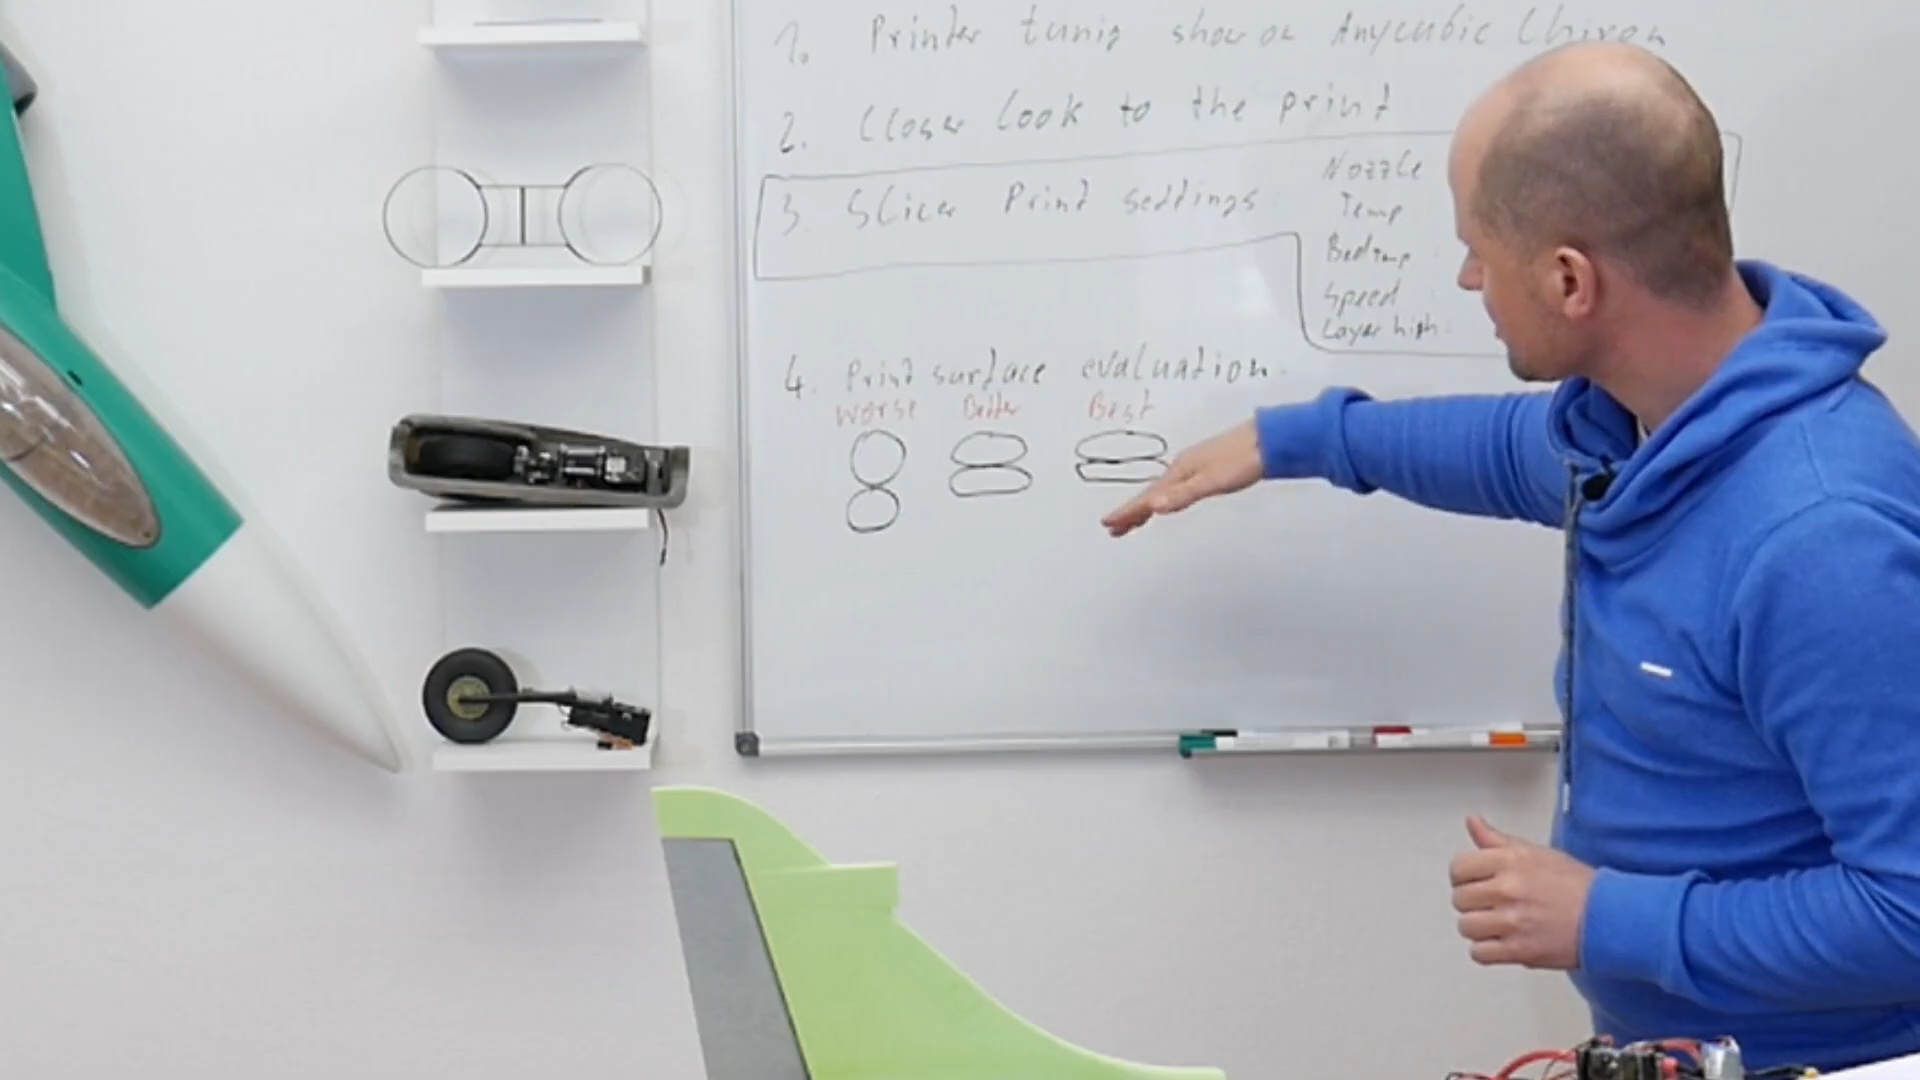 1. Printer tunig show on Anycubic Chiron
2. Closer look to the print
3. Slicer Print settings
Nozzle
Temp
Bedtemp
Speed
Layer high
4. Print surface evaluation
Worse Better Best